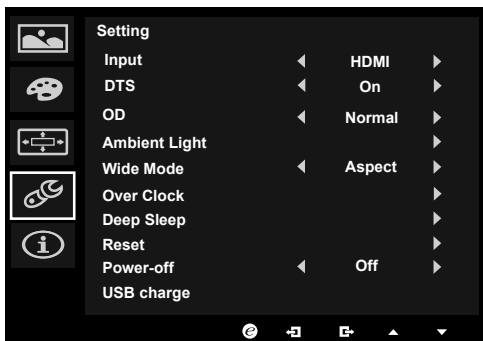 Setting
Input HDMI
DTS On
OD Normal
Ambient Light
Wide Mode Aspect
Over Clock
Deep Sleep
Reset
Power-off Off
USB charge